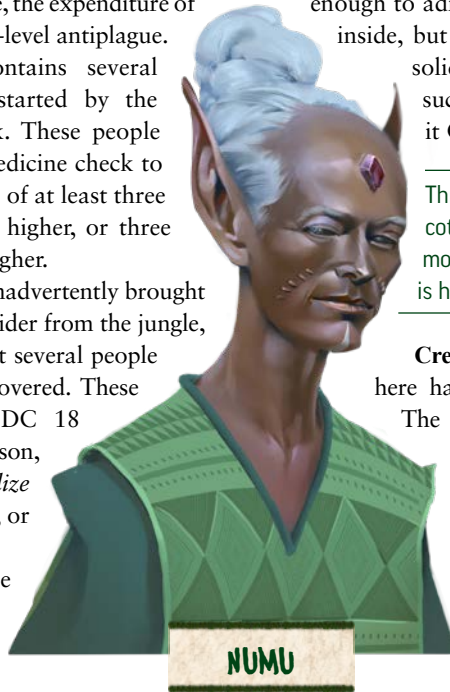 , the expenditure of
-level antiplague.
ontains several
started by the
k. These people
edicine check to
of at least three
higher, or three
gher.
nadvertently brought
ider from the jungle,
t several people
overed. These
DC 18
son,
lize
, or
e
enough to ad
inside, but
soli
suc
it
Th
cot
mo
is h
Cre
here ha
The
NUMU